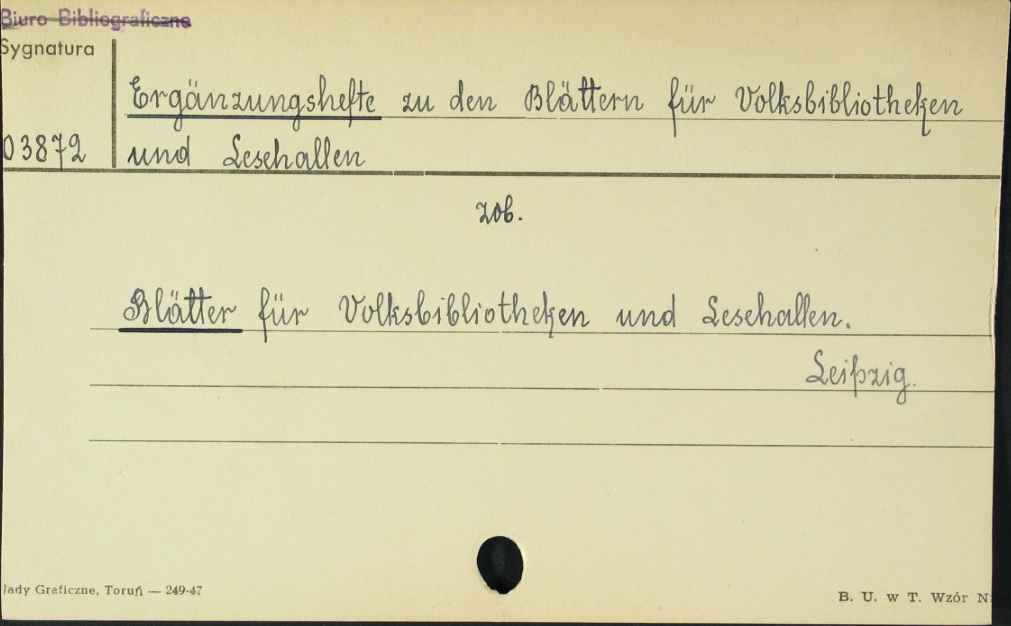 Biuro Bibliograficzne
Sygnatura
Ergänzungshefte zu den Blättern für Volksbibliotheken
03872 und Lesehallen
zob.
Blätter für Volksbibliotheken und Lesehallen.
Leipzig.
łady Graficzne, Toruń — 249-47
B. U. w T. Wzór N